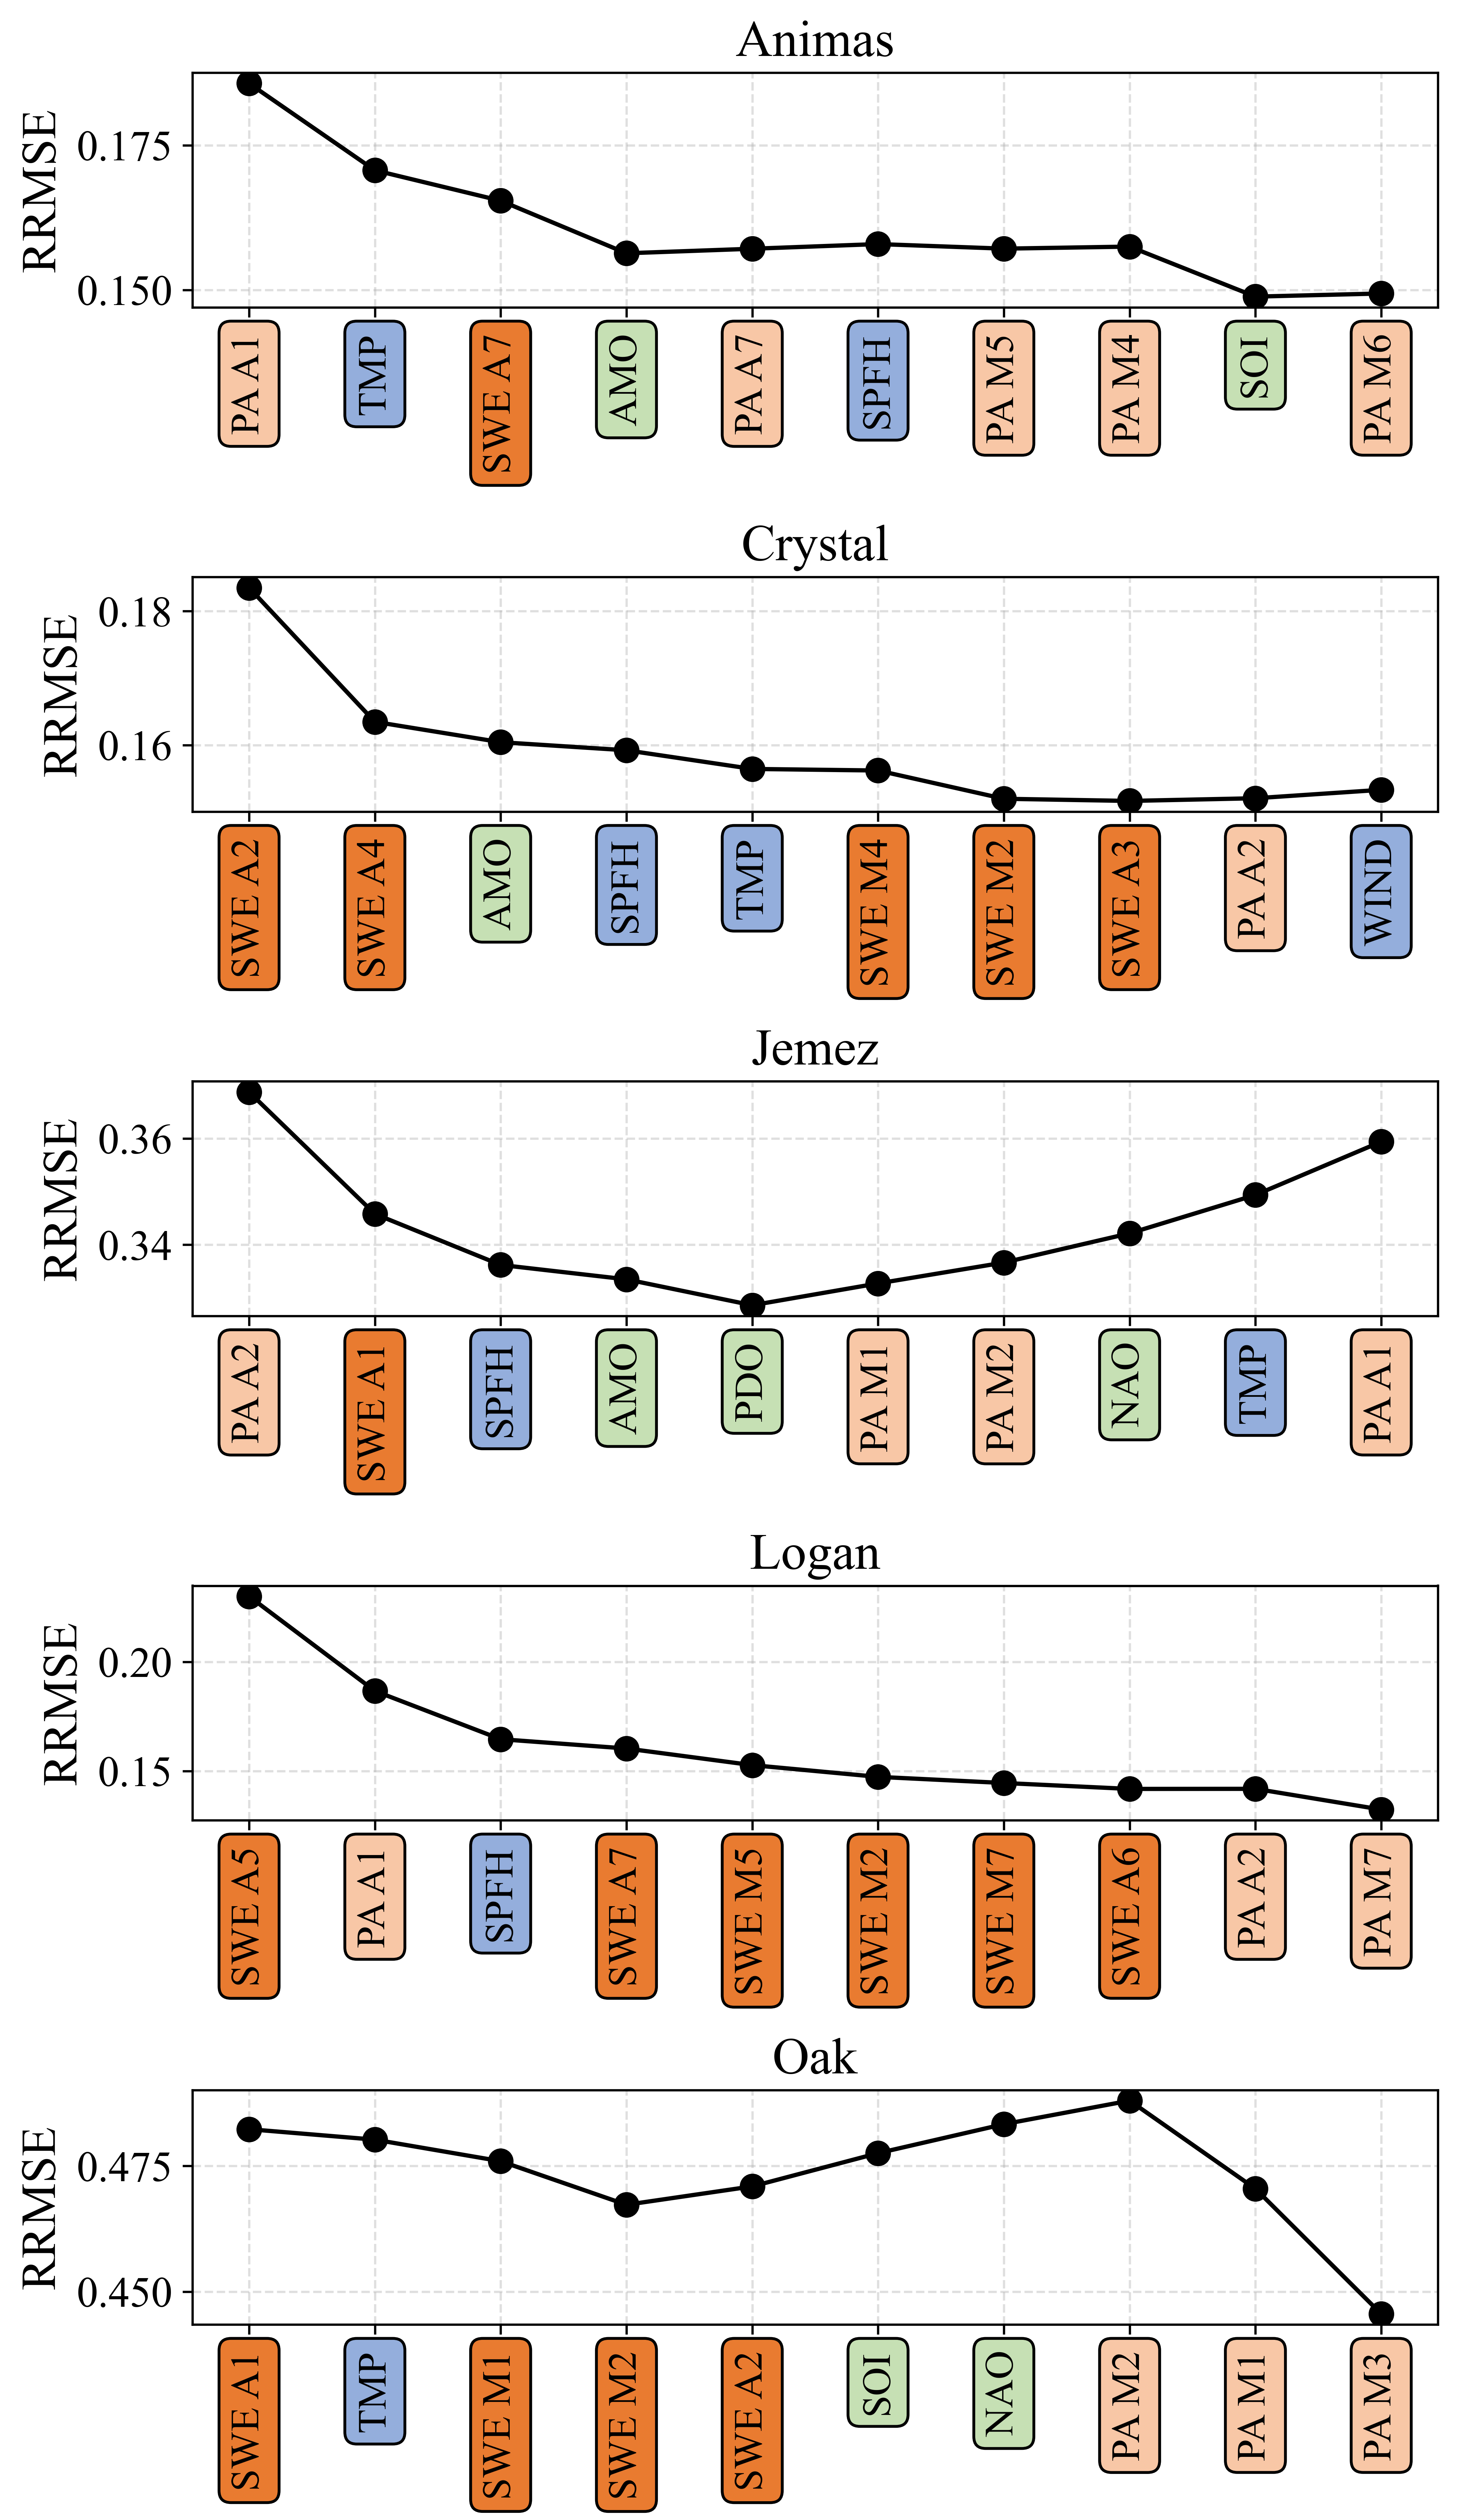 Animas
RRMSE
0.175
0.150
PA A1
TMP
SWE A7
AMO
PA A7
SPFH
PA M5
PA M4
SOI
PA M6
Crystal
RRMSE
0.18
0.16
SWE A2
SWE A4
AMO
SPFH
TMP
SWE M4
SWE M2
SWE A3
PA A2
WIND
Jemez
RRMSE
0.36
0.34
PA A2
SWE A1
SPFH
AMO
PDO
PA M1
PA M2
NAO
TMP
PA A1
Logan
RRMSE
0.20
0.15
SWE A5
PA A1
SPFH
SWE A7
SWE M5
SWE M2
SWE M7
SWE A6
PA A2
PA M7
Oak
RRMSE
0.475
0.450
SWE A1
TMP
SWE M1
SWE M2
SWE A2
SOI
NAO
PA M2
PA M1
PA M3